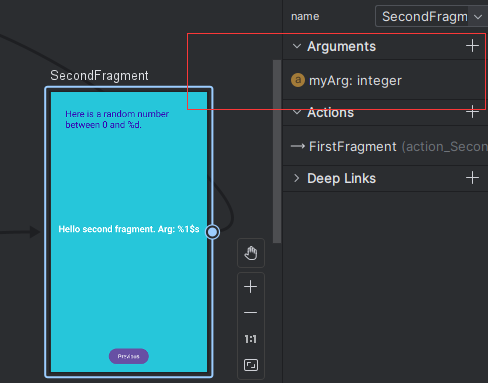 name
SecondFragm
Arguments
SecondFragment
myArg: integer
Here is a random number
between 0 and %d.
Actions
FirstFragment (action_Secon
Deep Links
Hello second fragment. Arg: %1$s
1:1
Previous